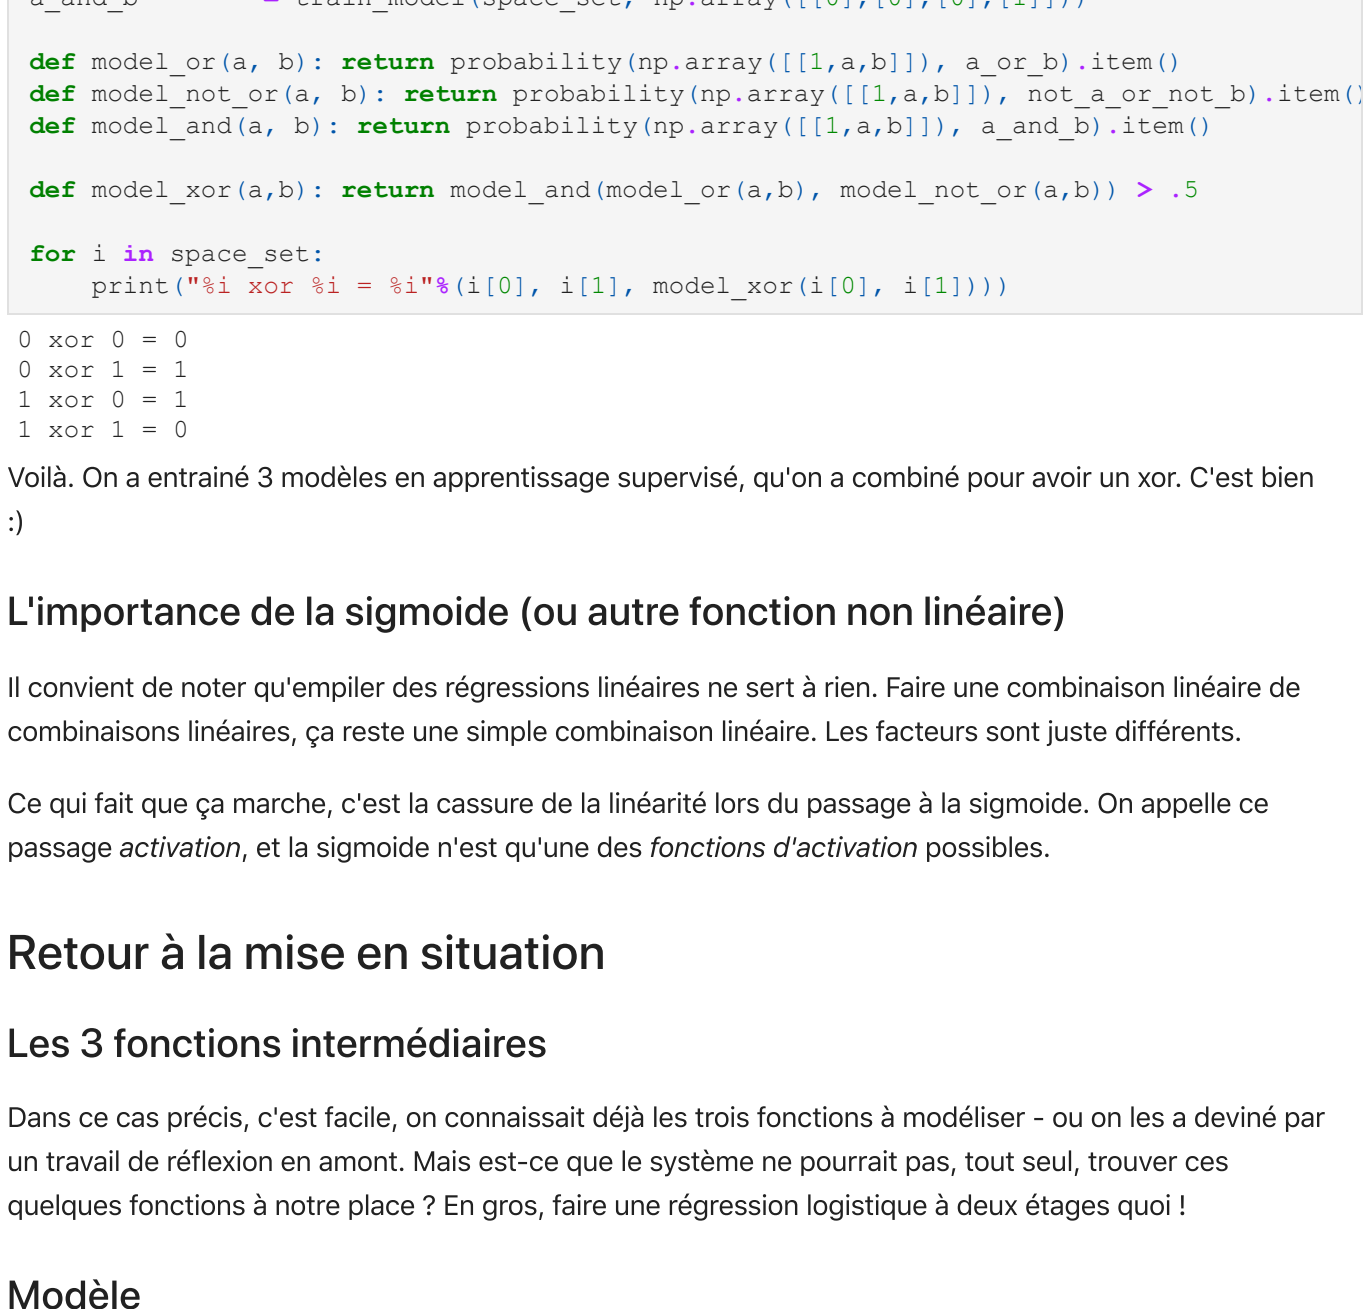 a_and_b = train_model(space_set, np.array([[0],[0],[0],[1]]))
def model_or(a, b): return probability(np.array([[1,a,b]]), a_or_b).item()
def model_not_or(a, b): return probability(np.array([[1,a,b]]), not_a_or_not_b).item()
def model_and(a, b): return probability(np.array([[1,a,b]]), a_and_b).item()
def model_xor(a,b): return model_and(model_or(a,b), model_not_or(a,b)) > .5
for i in space_set:
    print("%i xor %i = %i"%(i[0], i[1], model_xor(i[0], i[1])))
0 xor 0 = 0
0 xor 1 = 1
1 xor 0 = 1
1 xor 1 = 0
Voilà. On a entrainé 3 modèles en apprentissage supervisé, qu'on a combiné pour avoir un xor. C'est bien
:)
L'importance de la sigmoide (ou autre fonction non linéaire)
Il convient de noter qu'empiler des régressions linéaires ne sert à rien. Faire une combinaison linéaire de
combinaisons linéaires, ça reste une simple combinaison linéaire. Les facteurs sont juste différents.
Ce qui fait que ça marche, c'est la cassure de la linéarité lors du passage à la sigmoide. On appelle ce
passage activation, et la sigmoide n'est qu'une des fonctions d'activation possibles.
Retour à la mise en situation
Les 3 fonctions intermédiaires
Dans ce cas précis, c'est facile, on connaissait déjà les trois fonctions à modéliser - ou on les a deviné par
un travail de réflexion en amont. Mais est-ce que le système ne pourrait pas, tout seul, trouver ces
quelques fonctions à notre place ? En gros, faire une régression logistique à deux étages quoi !
Modèle